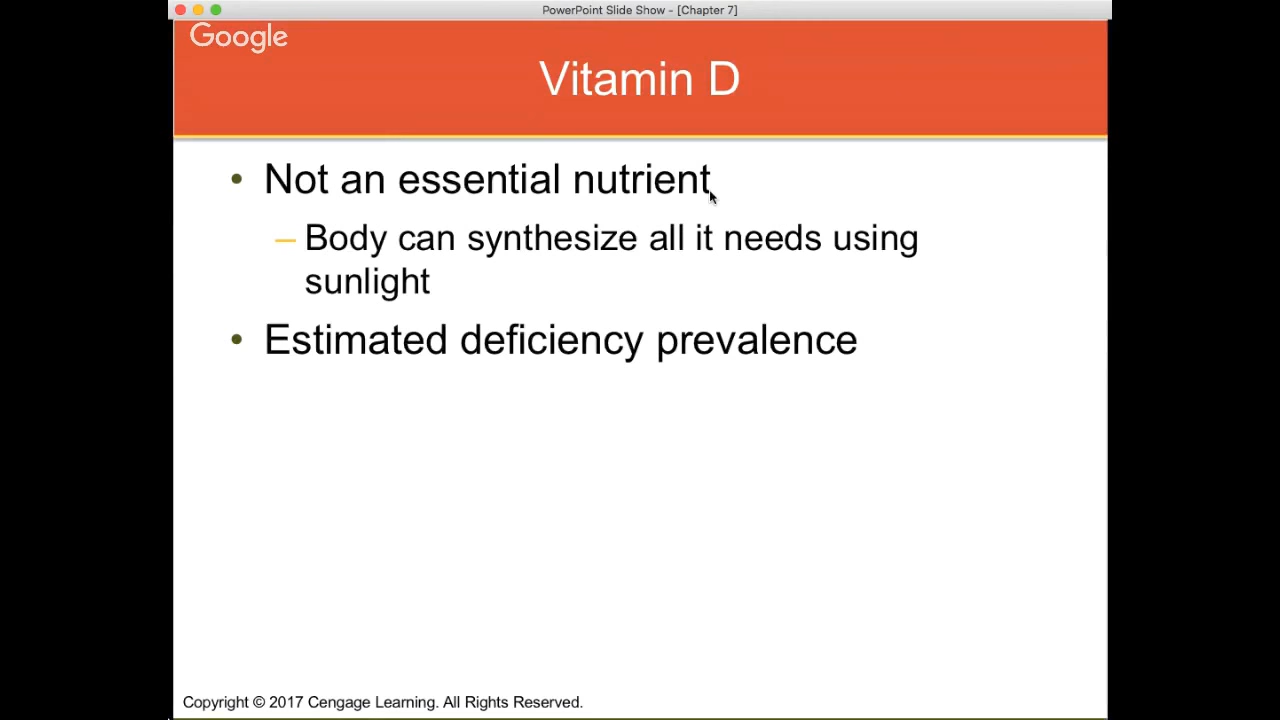 PowerPoint Slide Show - [Chapter 7]
Google
Vitamin D
• Not an essential nutrient
– Body can synthesize all it needs using
sunlight
• Estimated deficiency prevalence
Copyright © 2017 Cengage Learning. All Rights Reserved.